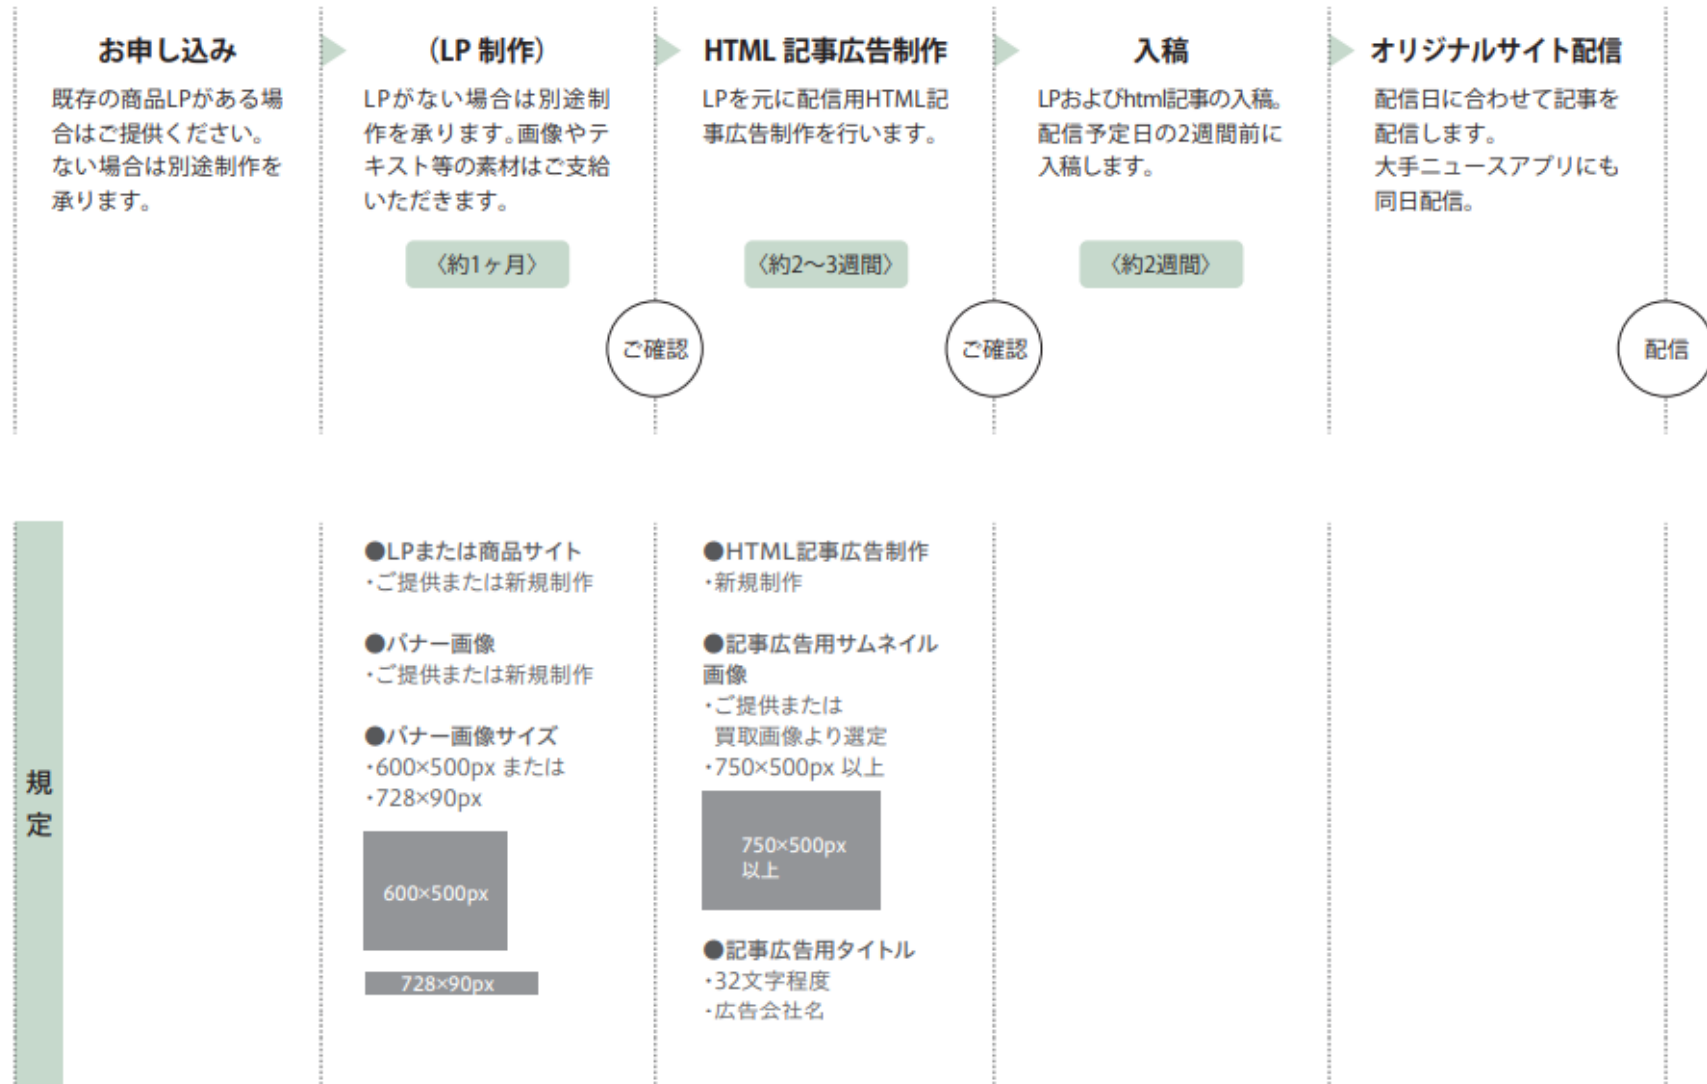 お申し込み
既存の商品LPがある場
合はご提供ください。
ない場合は別途制作を
承ります。
（LP 制作）
LPがない場合は別途制
作を承ります。画像やテ
キスト等の素材はご支給
いただきます。
〈約1ヶ月〉
ご確認
HTML 記事広告制作
LPを元に配信用HTML記
事広告制作を行います。
〈約2〜3週間〉
ご確認
入稿
LPおよびhtml記事の入稿。
配信予定日の2週間前に
入稿します。
〈約2週間〉
オリジナルサイト配信
配信日に合わせて記事を
配信します。
大手ニュースアプリにも
同日配信。
配信
規
定
●LPまたは商品サイト
・ご提供または新規制作
●バナー画像
・ご提供または新規制作
●バナー画像サイズ
・600×500px または
・728×90px
600×500px
728×90px
●HTML記事広告制作
・新規制作
●記事広告用サムネイル
画像
・ご提供または
買取画像より選定
・750×500px 以上
750×500px
以上
●記事広告用タイトル
・32文字程度
・広告会社名